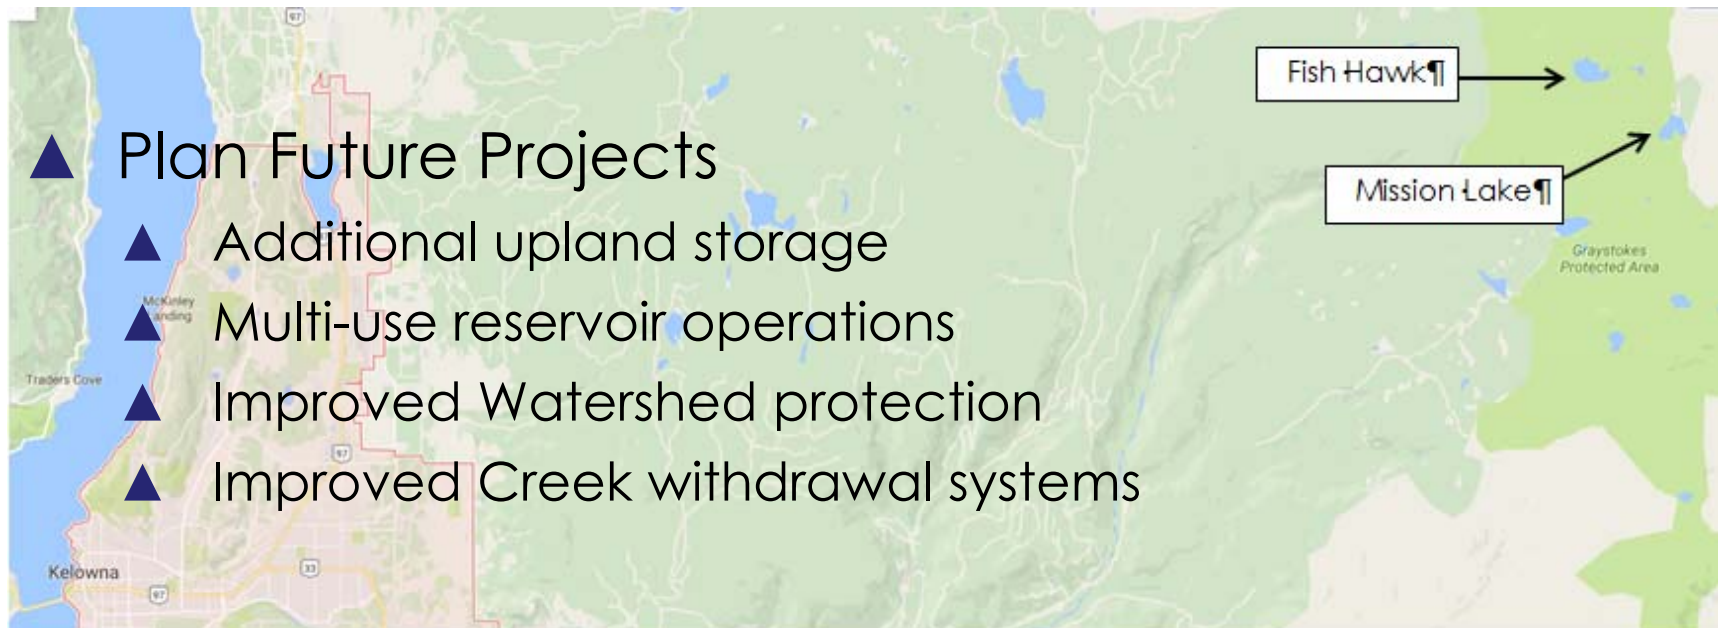 97
Fish Hawk¶
Plan Future Projects
Mission Lake¶
Additional upland storage
Graystokes
Protected Area
McKinley
Landing
Multi-use reservoir operations
Traders Cove
Improved Watershed protection
97
Improved Creek withdrawal systems
Kelowna
33
97